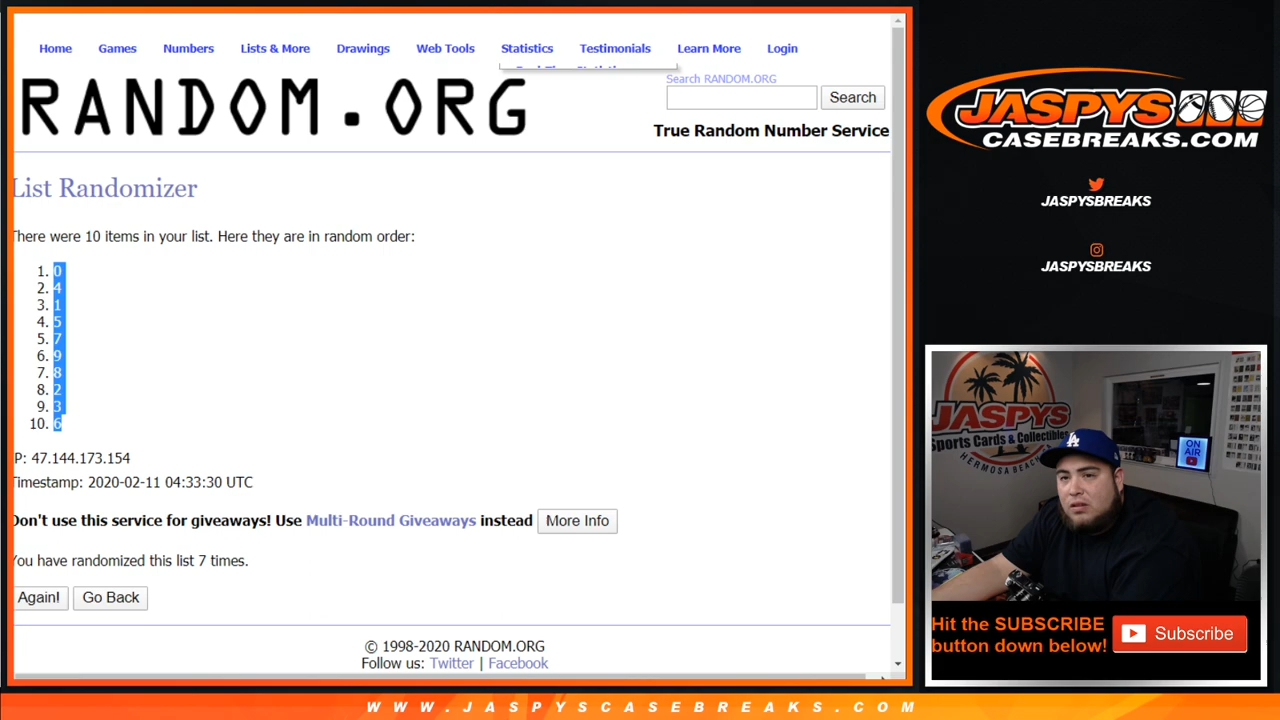 Home Games Numbers Lists & More Drawings Web Tools Statistics Testimonials Learn More Login
Search RANDOM.ORG
RANDOM.ORG
Search
True Random Number Service
List Randomizer
There were 10 items in your list. Here they are in random order:
1. 0
2. 4
3. 1
4. 5
5. 7
6. 9
7. 8
8. 2
9. 3
10. 6
IP: 47.144.173.154
Timestamp: 2020-02-11 04:33:30 UTC
Don't use this service for giveaways! Use Multi-Round Giveaways instead More Info
You have randomized this list 7 times.
Again! Go Back
© 1998-2020 RANDOM.ORG
Follow us: Twitter | Facebook
JASPYS
CASEBREAKS.COM
JASPYSBREAKS
JASPYSBREAKS
JASPYS
Sports Cards & Collectibles
HERMOSA BEACH
ON AIR
LA
Hit the SUBSCRIBE
button down below!
Subscribe
WWW.JASPYSCASEBREAKS.COM